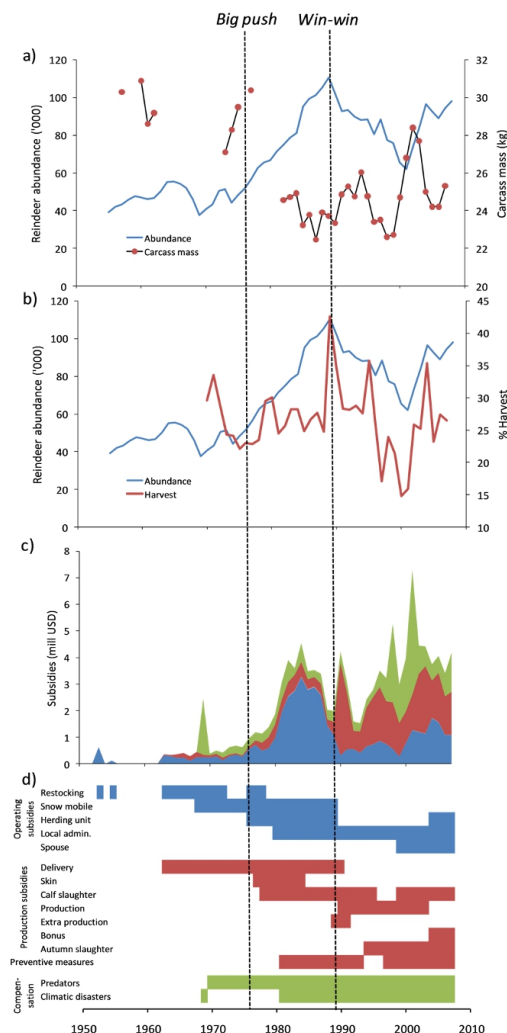 Big push Win-win
a)
120 32
100 30
80 28
60 26
40 24
20 22
0 20
Reindeer abundance ('000)
Carcass mass (kg)
Abundance
Carcass mass
b)
120 45
100 40
80 35
60 30
40 25
20 20
0 15
10
Reindeer abundance ('000)
% Harvest
Abundance
Harvest
c)
8
7
6
5
4
3
2
1
0
Subsidies (mill USD)
d)
Operating
subsidies
Restocking
Snow mobile
Herding unit
Local admin.
Spouse
Production subsidies
Delivery
Skin
Calf slaughter
Production
Extra production
Bonus
Autumn slaughter
Preventive measures
Compen-
sation
Predators
Climatic disasters
1950 1960 1970 1980 1990 2000 2010